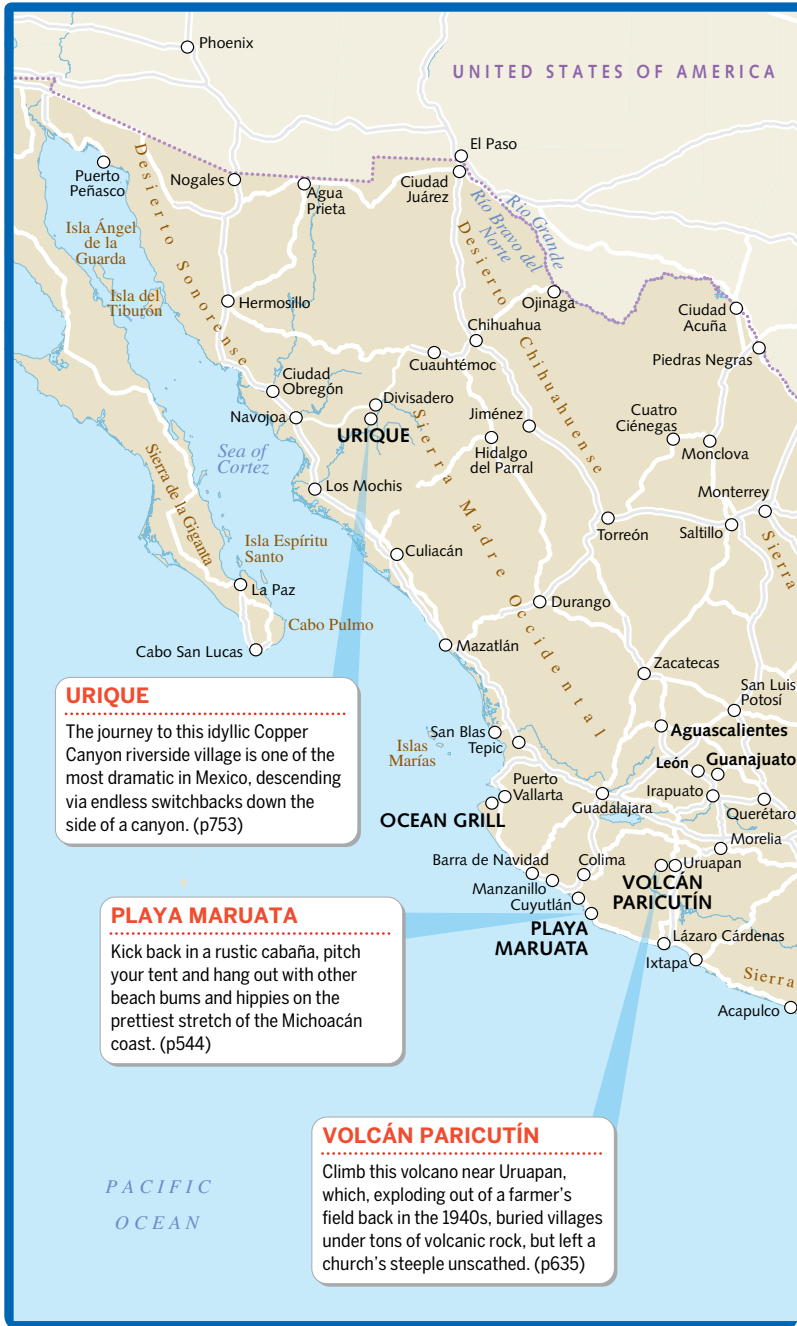 Phoenix
UNITED STATES OF AMERICA
El Paso
Puerto
Peñasco
Nogales
Agua
Prieta
Ciudad
Juárez
Desierto Sonorense
Río Bravo del
Norte
Río Grande
Isla Ángel
de la
Guarda
Isla del
Tiburón
Hermosillo
Desierto Chihuahuense
Ojinaga
Ciudad
Acuña
Chihuahua
Cuauhtémoc
Piedras Negras
Ciudad
Obregón
Divisadero
Navojoa
URIQUE
Jiménez
Hidalgo
del Parral
Cuatro
Ciénegas
Monclova
Sea of
Cortez
Sierra de la Giganta
Los Mochis
Sierra Madre Occidental
Monterrey
Torreón
Saltillo
Sierra
Isla Espíritu
Santo
Culiacán
La Paz
Durango
Cabo Pulmo
Cabo San Lucas
Mazatlán
Zacatecas
San Luis
Potosí
URIQUE
The journey to this idyllic Copper
Canyon riverside village is one of the
most dramatic in Mexico, descending
via endless switchbacks down the
side of a canyon. (p753)
Islas
Marías
San Blas
Tepic
Aguascalientes
León
Guanajuato
Puerto
Vallarta
Guadalajara
Irapuato
Querétaro
OCEAN GRILL
Morelia
Barra de Navidad
Colima
Uruapan
Manzanillo
VOLCÁN
PARICUTÍN
Cuyutlán
PLAYA
MARUATA
Lázaro Cárdenas
Ixtapa
Sierra
Acapulco
PLAYA MARUATA
Kick back in a rustic cabaña, pitch
your tent and hang out with other
beach bums and hippies on the
prettiest stretch of the Michoacán
coast. (p544)
VOLCÁN PARICUTÍN
Climb this volcano near Uruapan,
which, exploding out of a farmer's
field back in the 1940s, buried villages
under tons of volcanic rock, but left a
church's steeple unscathed. (p635)
PACIFIC
OCEAN